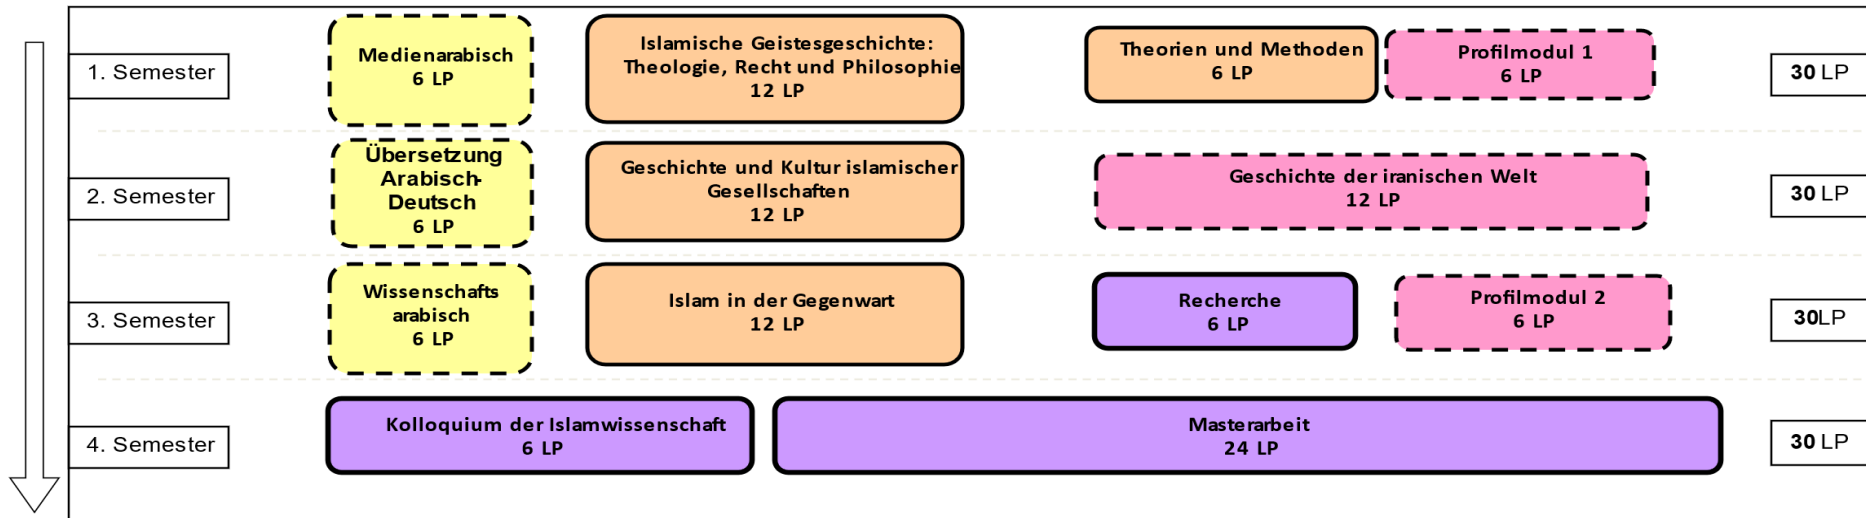 1. Semester
Medienarabisch
6 LP
Islamische Geistesgeschichte:
Theologie, Recht und Philosophie
12 LP
Theorien und Methoden
6 LP
Profilmodul 1
6 LP
30 LP
2. Semester
Übersetzung
Arabisch-
Deutsch
6 LP
Geschichte und Kultur islamischer
Gesellschaften
12 LP
Geschichte der iranischen Welt
12 LP
30 LP
3. Semester
Wissenschafts
arabisch
6 LP
Islam in der Gegenwart
12 LP
Recherche
6 LP
Profilmodul 2
6 LP
30LP
4. Semester
Kolloquium der Islamwissenschaft
6 LP
Masterarbeit
24 LP
30 LP